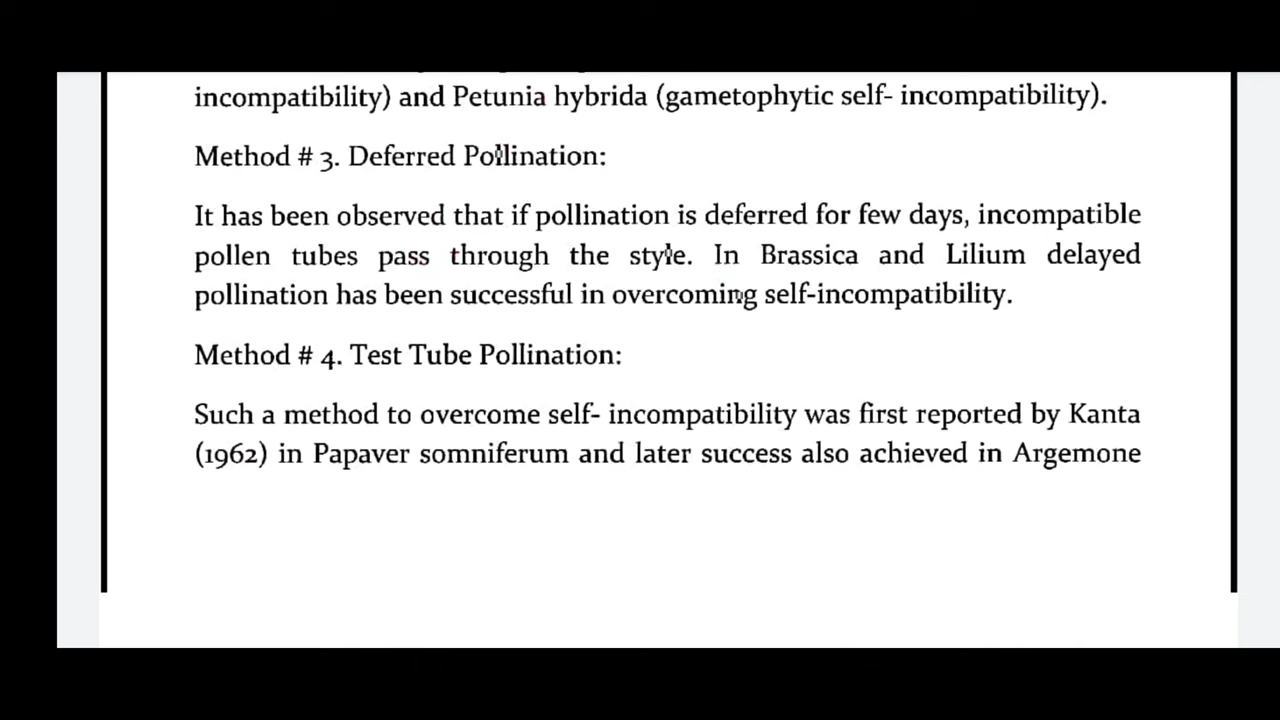 incompatibility) and Petunia hybrida (gametophytic self- incompatibility).
Method # 3. Deferred Pollination:
It has been observed that if pollination is deferred for few days, incompatible
pollen tubes pass through the style. In Brassica and Lilium delayed
pollination has been successful in overcoming self-incompatibility.
Method # 4. Test Tube Pollination:
Such a method to overcome self- incompatibility was first reported by Kanta
(1962) in Papaver somniferum and later success also achieved in Argemone